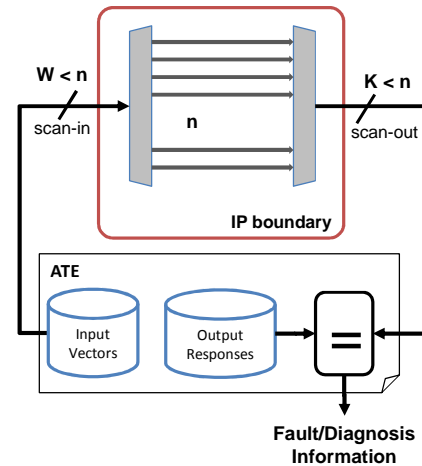 W < n
scan-in
n
K < n
scan-out
IP boundary
ATE
Input
Vectors
Output
Responses
=
Fault/Diagnosis
Information